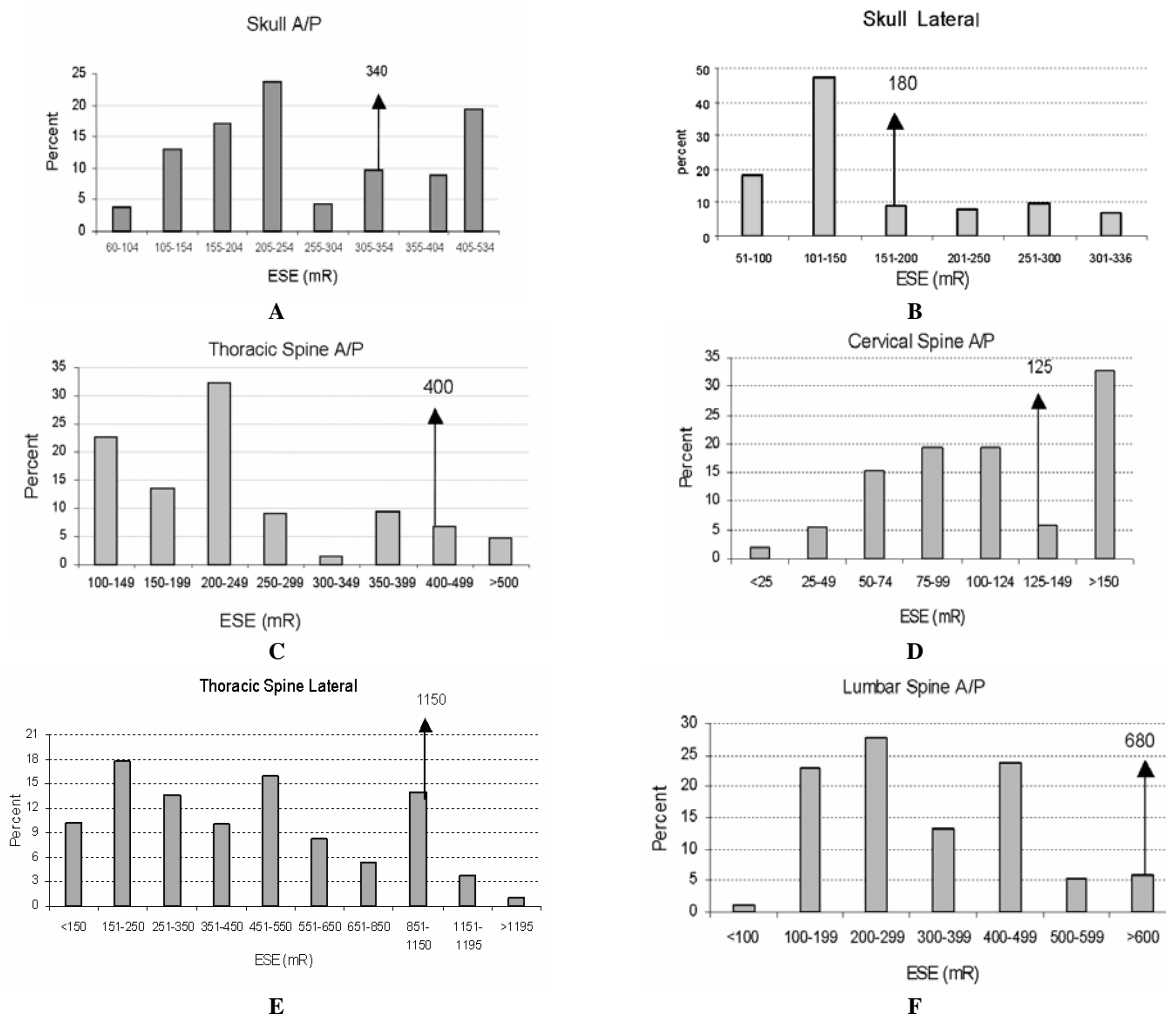 Skull A/P
340
25
20
15
10
5
0
Percent
60-104 105-154 155-204 205-254 255-304 305-354 355-404 405-534
ESE (mR)
A
Skull Lateral
180
50
40
30
20
10
0
percent
51-100 101-150 151-200 201-250 251-300 301-336
ESE (mR)
B
Thoracic Spine A/P
400
35
30
25
20
15
10
5
0
Percent
100-149 150-199 200-249 250-299 300-349 350-399 400-499 >500
ESE (mR)
C
Cervical Spine A/P
125
35
30
25
20
15
10
5
0
Percent
<25 25-49 50-74 75-99 100-124 125-149 >150
ESE (mR)
D
Thoracic Spine Lateral
1150
21
18
15
12
9
6
3
0
Percent
<150 151-250 251-350 351-450 451-550 551-650 651-850 851- 1151- >1195
1150 1195
ESE (mR)
E
Lumbar Spine A/P
680
30
25
20
15
10
5
0
Percent
<100 100-199 200-299 300-399 400-499 500-599 >600
ESE (mR)
F